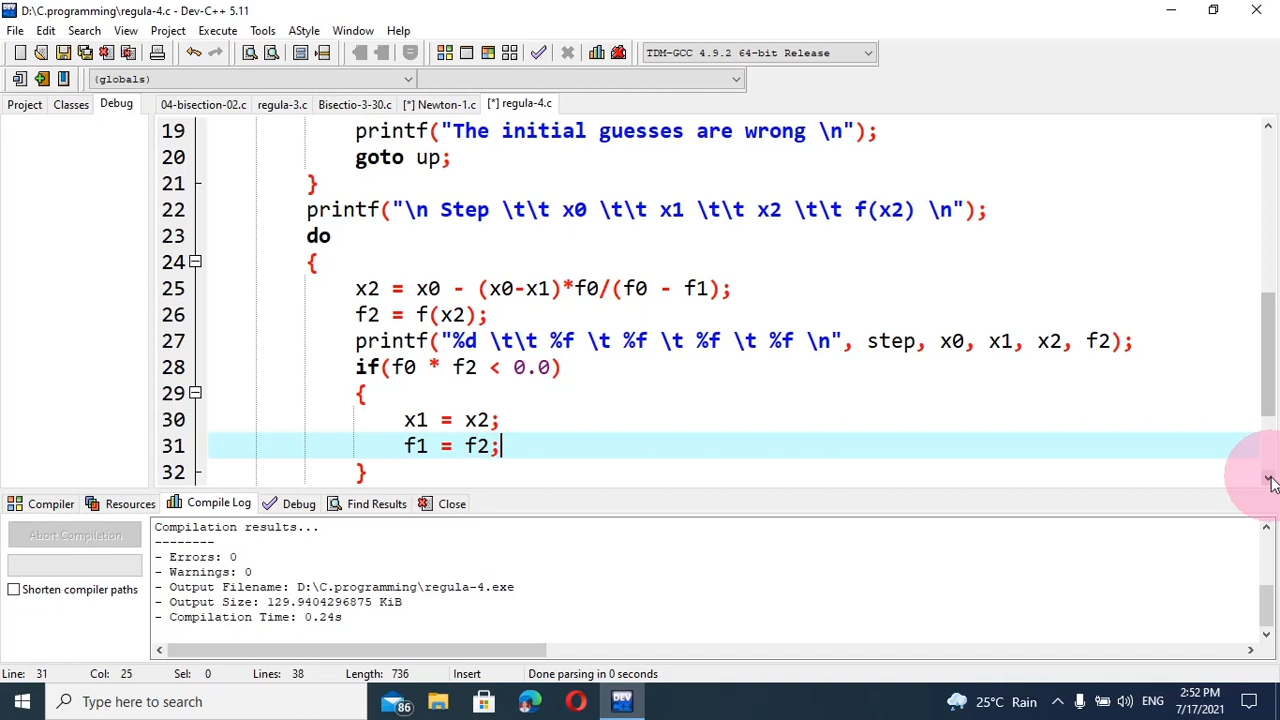 D:\C.programming\regula-4.c - Dev-C++ 5.11
File Edit Search View Project Execute Tools AStyle Window Help
TDM-GCC 4.9.2 64-bit Release
(globals)
Project Classes Debug 04-bisection-02.c regula-3.c Bisectio-3-30.c [*] Newton-1.c [*] regula-4.c
19 printf("The initial guesses are wrong \n");
20 goto up;
21 }
22 printf("\n Step \t\t x0 \t\t x1 \t\t x2 \t\t f(x2) \n");
23 do
24 {
25 x2 = x0 - (x0-x1)*f0/(f0 - f1);
26 f2 = f(x2);
27 printf("%d \t\t %f \t %f \t %f \t %f \n", step, x0, x1, x2, f2);
28 if(f0 * f2 < 0.0)
29 {
30 x1 = x2;
31 f1 = f2;
32 }
Compiler Resources Compile Log Debug Find Results Close
Abort Compilation
Shorten compiler paths
Compilation results...
--------
- Errors: 0
- Warnings: 0
- Output Filename: D:\C.programming\regula-4.exe
- Output Size: 129.9404296875 KiB
- Compilation Time: 0.24s
Line: 31 Col: 25 Sel: 0 Lines: 38 Length: 736 Insert Done parsing in 0 seconds
Type here to search 86 DEV 25°C Rain ENG 2:52 PM
7/17/2021